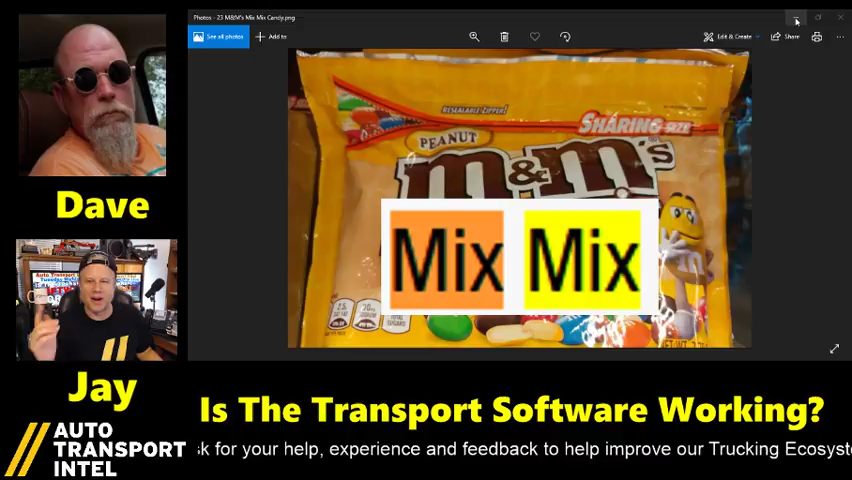 Photos - 23 M&M's Mix Mix Candy.png
See all photos
Add to
Edit & Create
Share
RESEALABLE ZIPPER!
SHARING SIZE
PEANUT
m&m's
Mix Mix
Dave
Jay
AUTO
TRANSPORT
INTEL
Is The Transport Software Working?
sk for your help, experience and feedback to help improve our Trucking Ecosyste